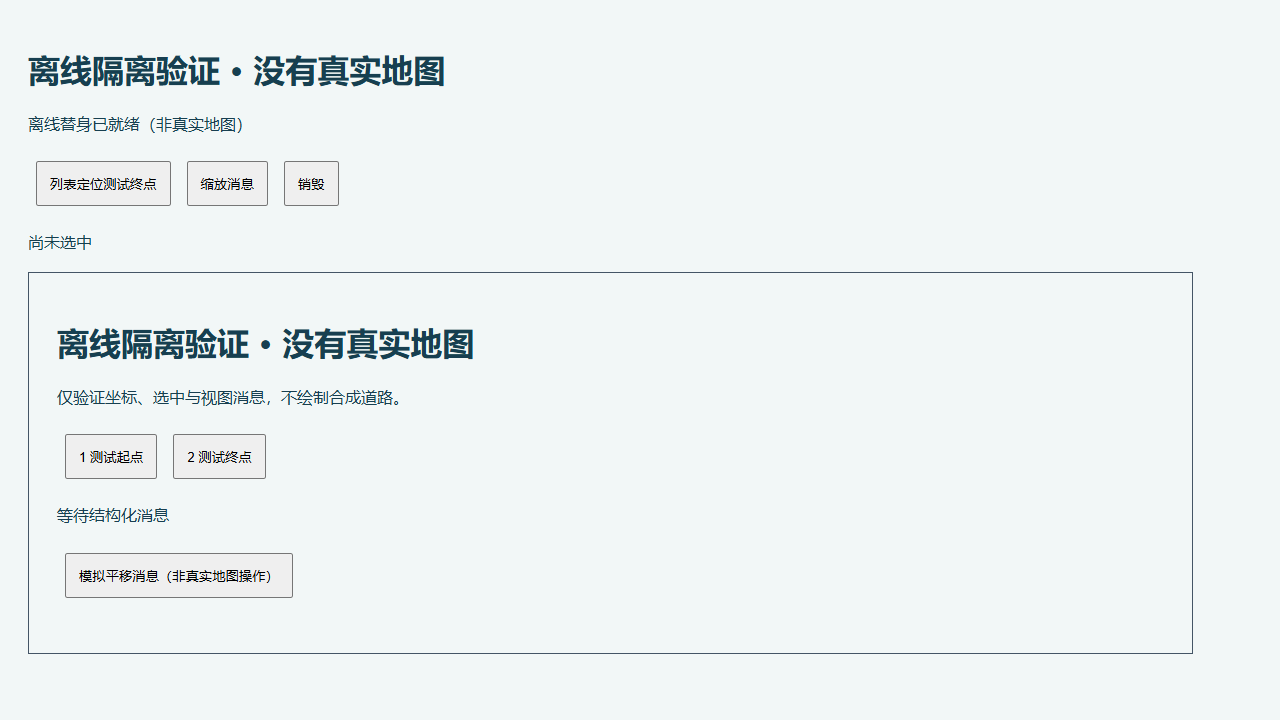 离线隔离验证・没有真实地图
离线替身已就绪（非真实地图）
列表定位测试终点 缩放消息 销毁
尚未选中
离线隔离验证・没有真实地图
仅验证坐标、选中与视图消息，不绘制合成道路。
1 测试起点 2 测试终点
等待结构化消息
模拟平移消息（非真实地图操作）